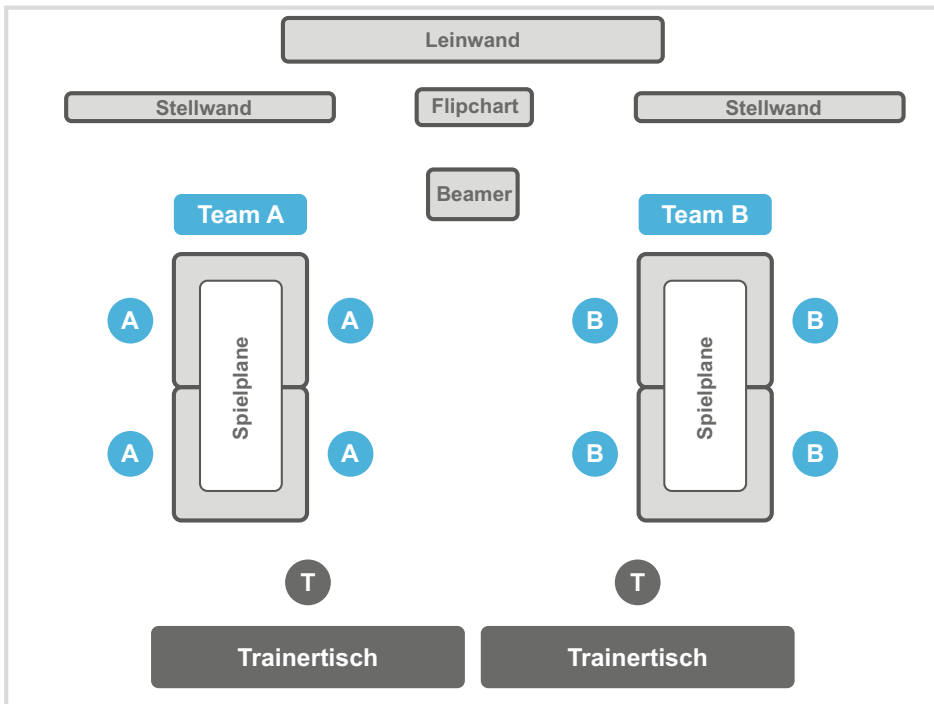 Leinwand
Stellwand
Flipchart
Stellwand
Beamer
Team A
Team B
A
A
B
B
Spielplane
Spielplane
A
A
B
B
T
T
Trainertisch
Trainertisch